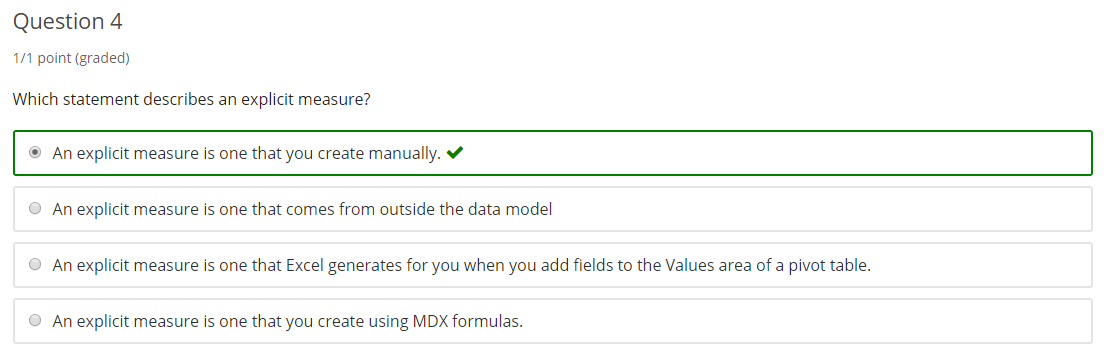 Question 4
1/1 point (graded)
Which statement describes an explicit measure?
An explicit measure is one that you create manually.
An explicit measure is one that comes from outside the data model
An explicit measure is one that Excel generates for you when you add fields to the Values area of a pivot table.
An explicit measure is one that you create using MDX formulas.